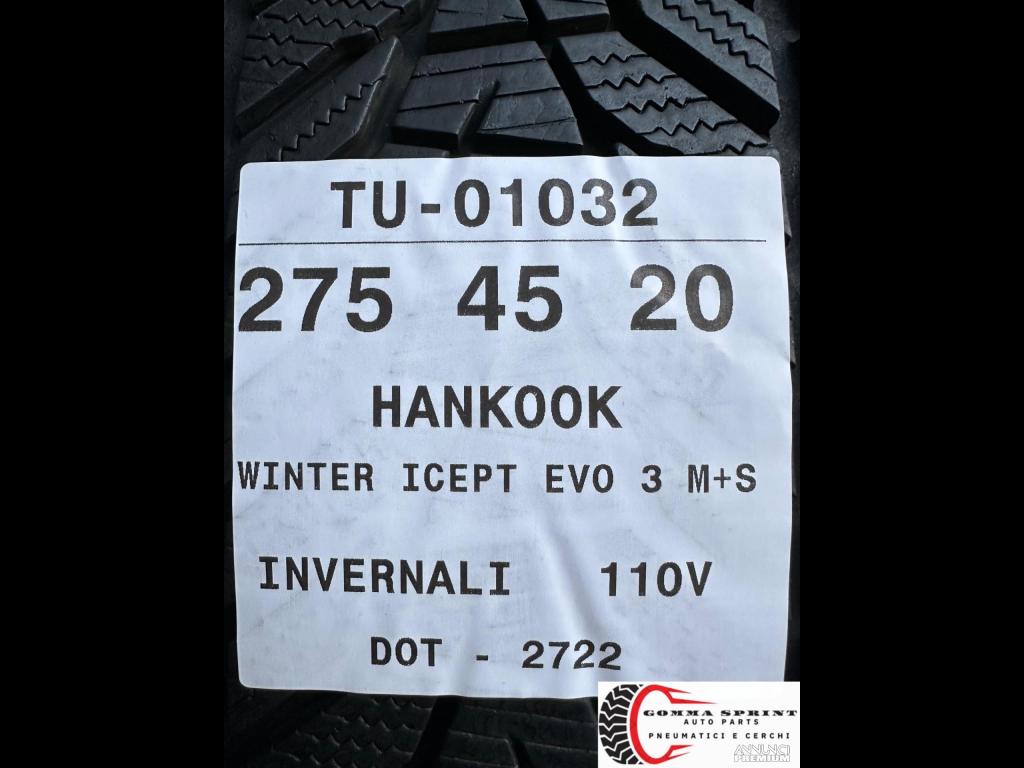 TU-01032
275 45 20
HANKOOK
WINTER ICEPT EVO 3 M+S
INVERNALI 110V
DOT - 2722
GOMMA SPRINT
AUTO PARTS
PNEUMATICI E CERCHI
ANNUNCI
PREMIUM